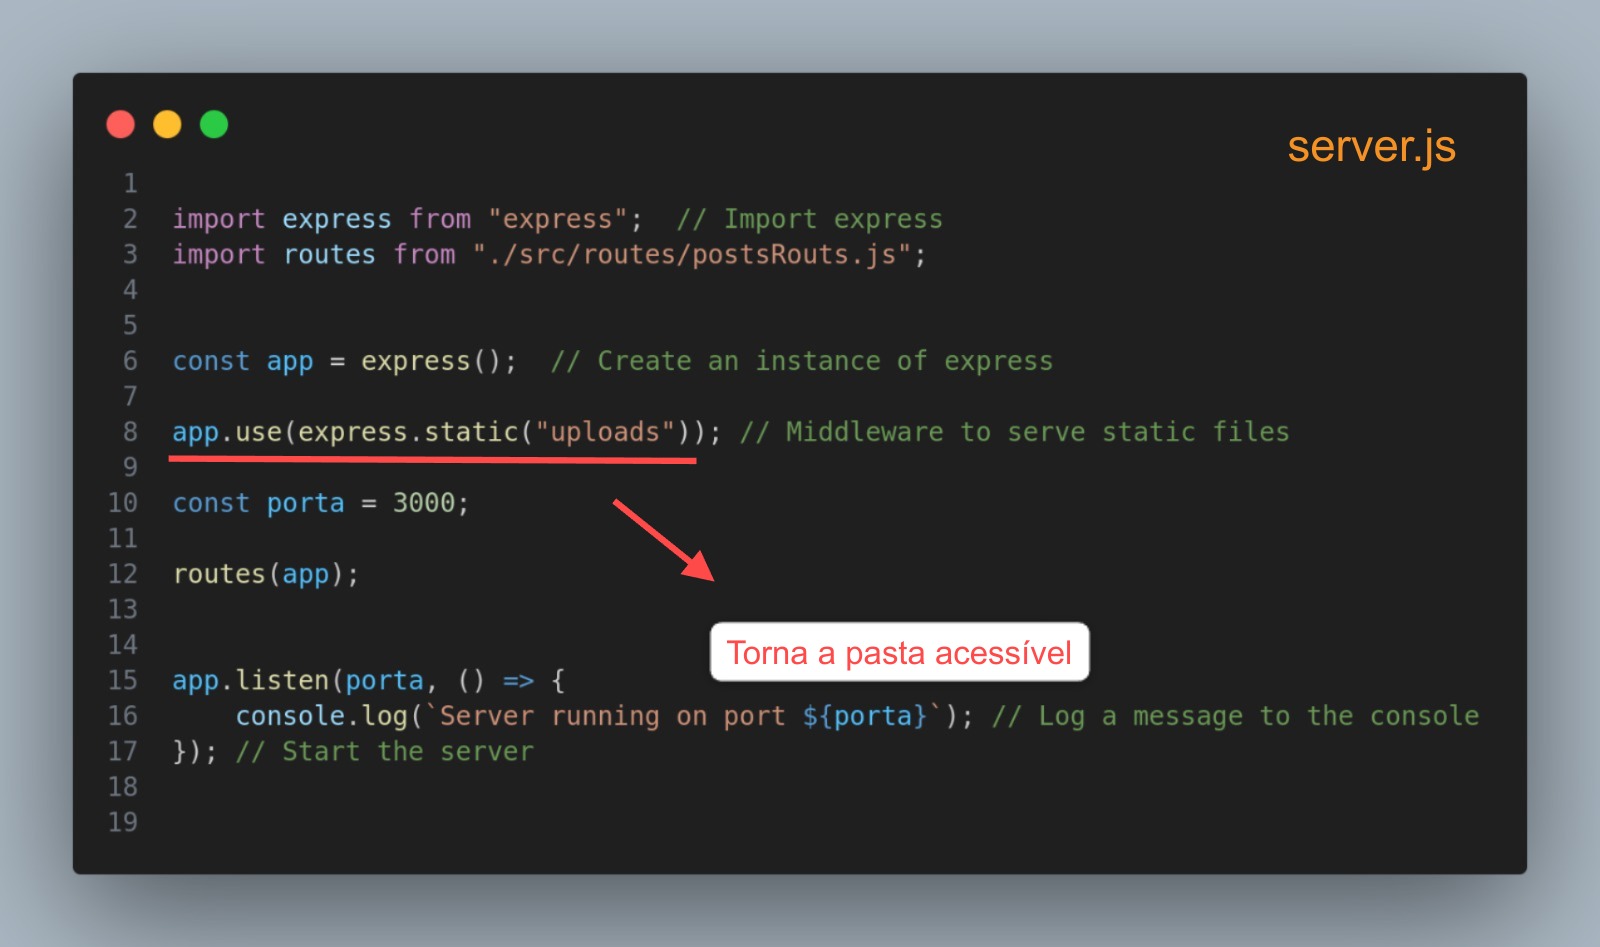 server.js
1
2 import express from "express";  // Import express
3 import routes from "./src/routes/postsRouts.js";
4
5
6 const app = express();  // Create an instance of express
7
8 app.use(express.static("uploads")); // Middleware to serve static files
9
10 const porta = 3000;
11
12 routes(app);
13
14
Torna a pasta acessível
15 app.listen(porta, () => {
16     console.log(`Server running on port ${porta}`); // Log a message to the console
17 }); // Start the server
18
19